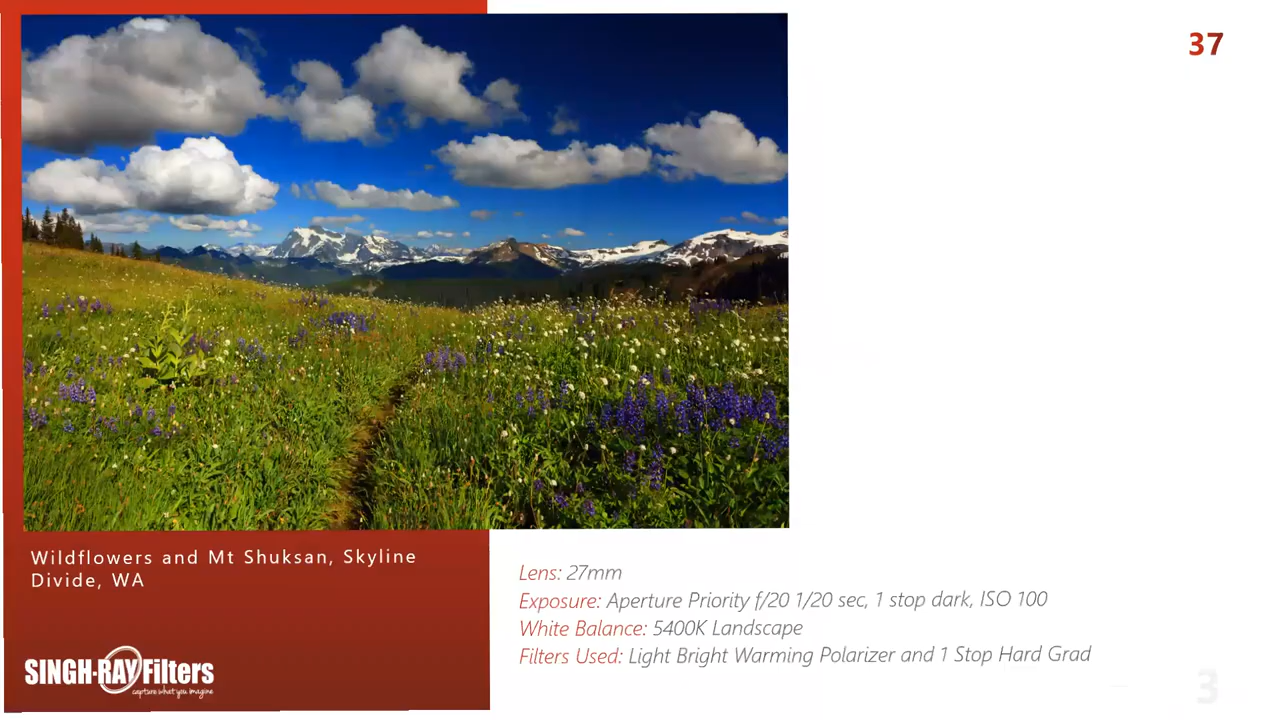 37
Wildflowers and Mt Shuksan, Skyline
Divide, WA
Lens: 27mm
Exposure: Aperture Priority f/20 1/20 sec, 1 stop dark, ISO 100
White Balance: 5400K Landscape
Filters Used: Light Bright Warming Polarizer and 1 Stop Hard Grad
SINGH-RAY Filters
capture what you imagine
3